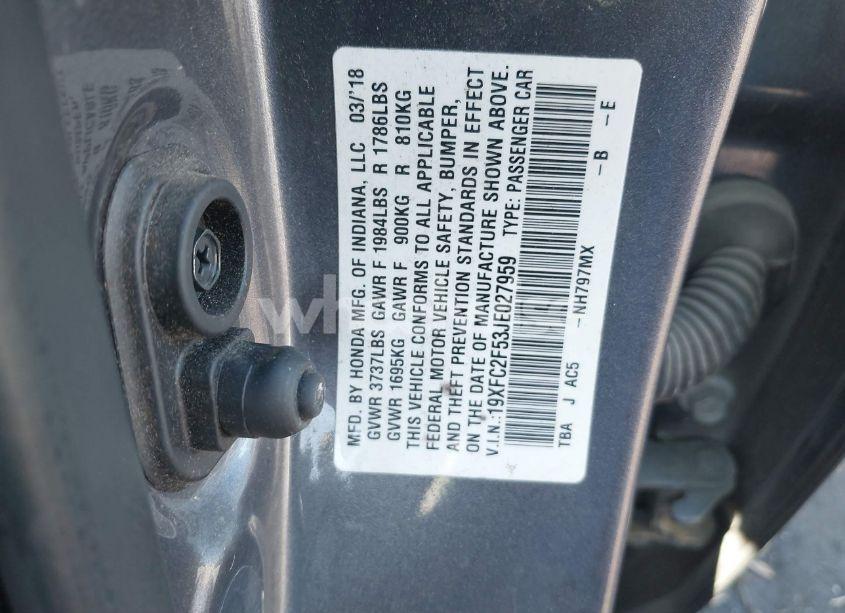 MFD. BY HONDA MFG. OF INDIANA, LLC 03/'18
GVWR 3737LBS GAWR F 1984LBS R 1786LBS
GVWR 1695KG GAWR F 900KG R 810KG
THIS VEHICLE CONFORMS TO ALL APPLICABLE
FEDERAL MOTOR VEHICLE SAFETY, BUMPER,
AND THEFT PREVENTION STANDARDS IN EFFECT
ON THE DATE OF MANUFACTURE SHOWN ABOVE.
V.I.N.:19XFC2F53JE027959 TYPE: PASSENGER CAR
TBA J AC5 -NH797MX -B -E